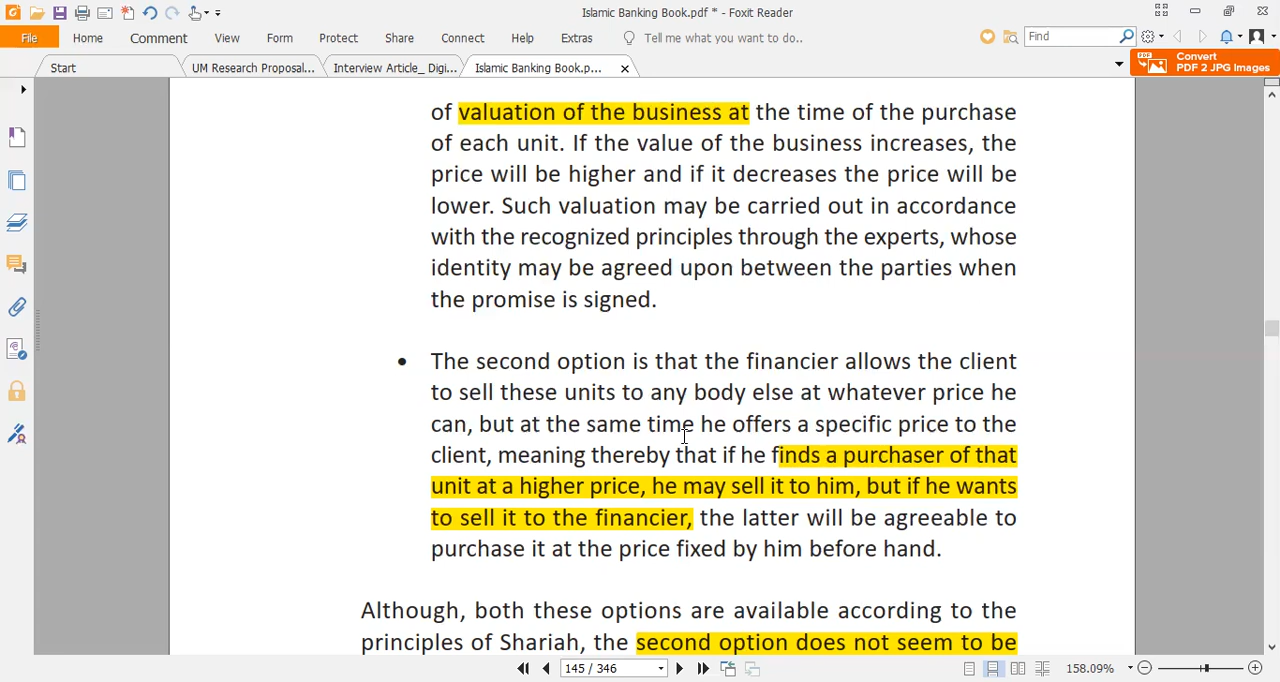 Islamic Banking Book.pdf * - Foxit Reader
File Home Comment View Form Protect Share Connect Help Extras Tell me what you want to do.. Find
Start UM Research Proposal... Interview Article_ Digi... Islamic Banking Book.p...
Convert
PDF 2 JPG Images
of valuation of the business at the time of the purchase
of each unit. If the value of the business increases, the
price will be higher and if it decreases the price will be
lower. Such valuation may be carried out in accordance
with the recognized principles through the experts, whose
identity may be agreed upon between the parties when
the promise is signed.
• The second option is that the financier allows the client
to sell these units to any body else at whatever price he
can, but at the same time he offers a specific price to the
client, meaning thereby that if he finds a purchaser of that
unit at a higher price, he may sell it to him, but if he wants
to sell it to the financier, the latter will be agreeable to
purchase it at the price fixed by him before hand.
Although, both these options are available according to the
principles of Shariah, the second option does not seem to be
145 / 346 158.09%